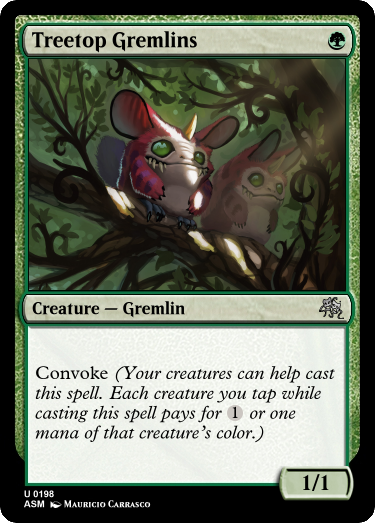 Treetop Gremlins
Creature — Gremlin
Convoke (Your creatures can help cast
this spell. Each creature you tap while
casting this spell pays for 1 or one
mana of that creature's color.)
1/1
U 0198
ASM Mauricio Carrasco